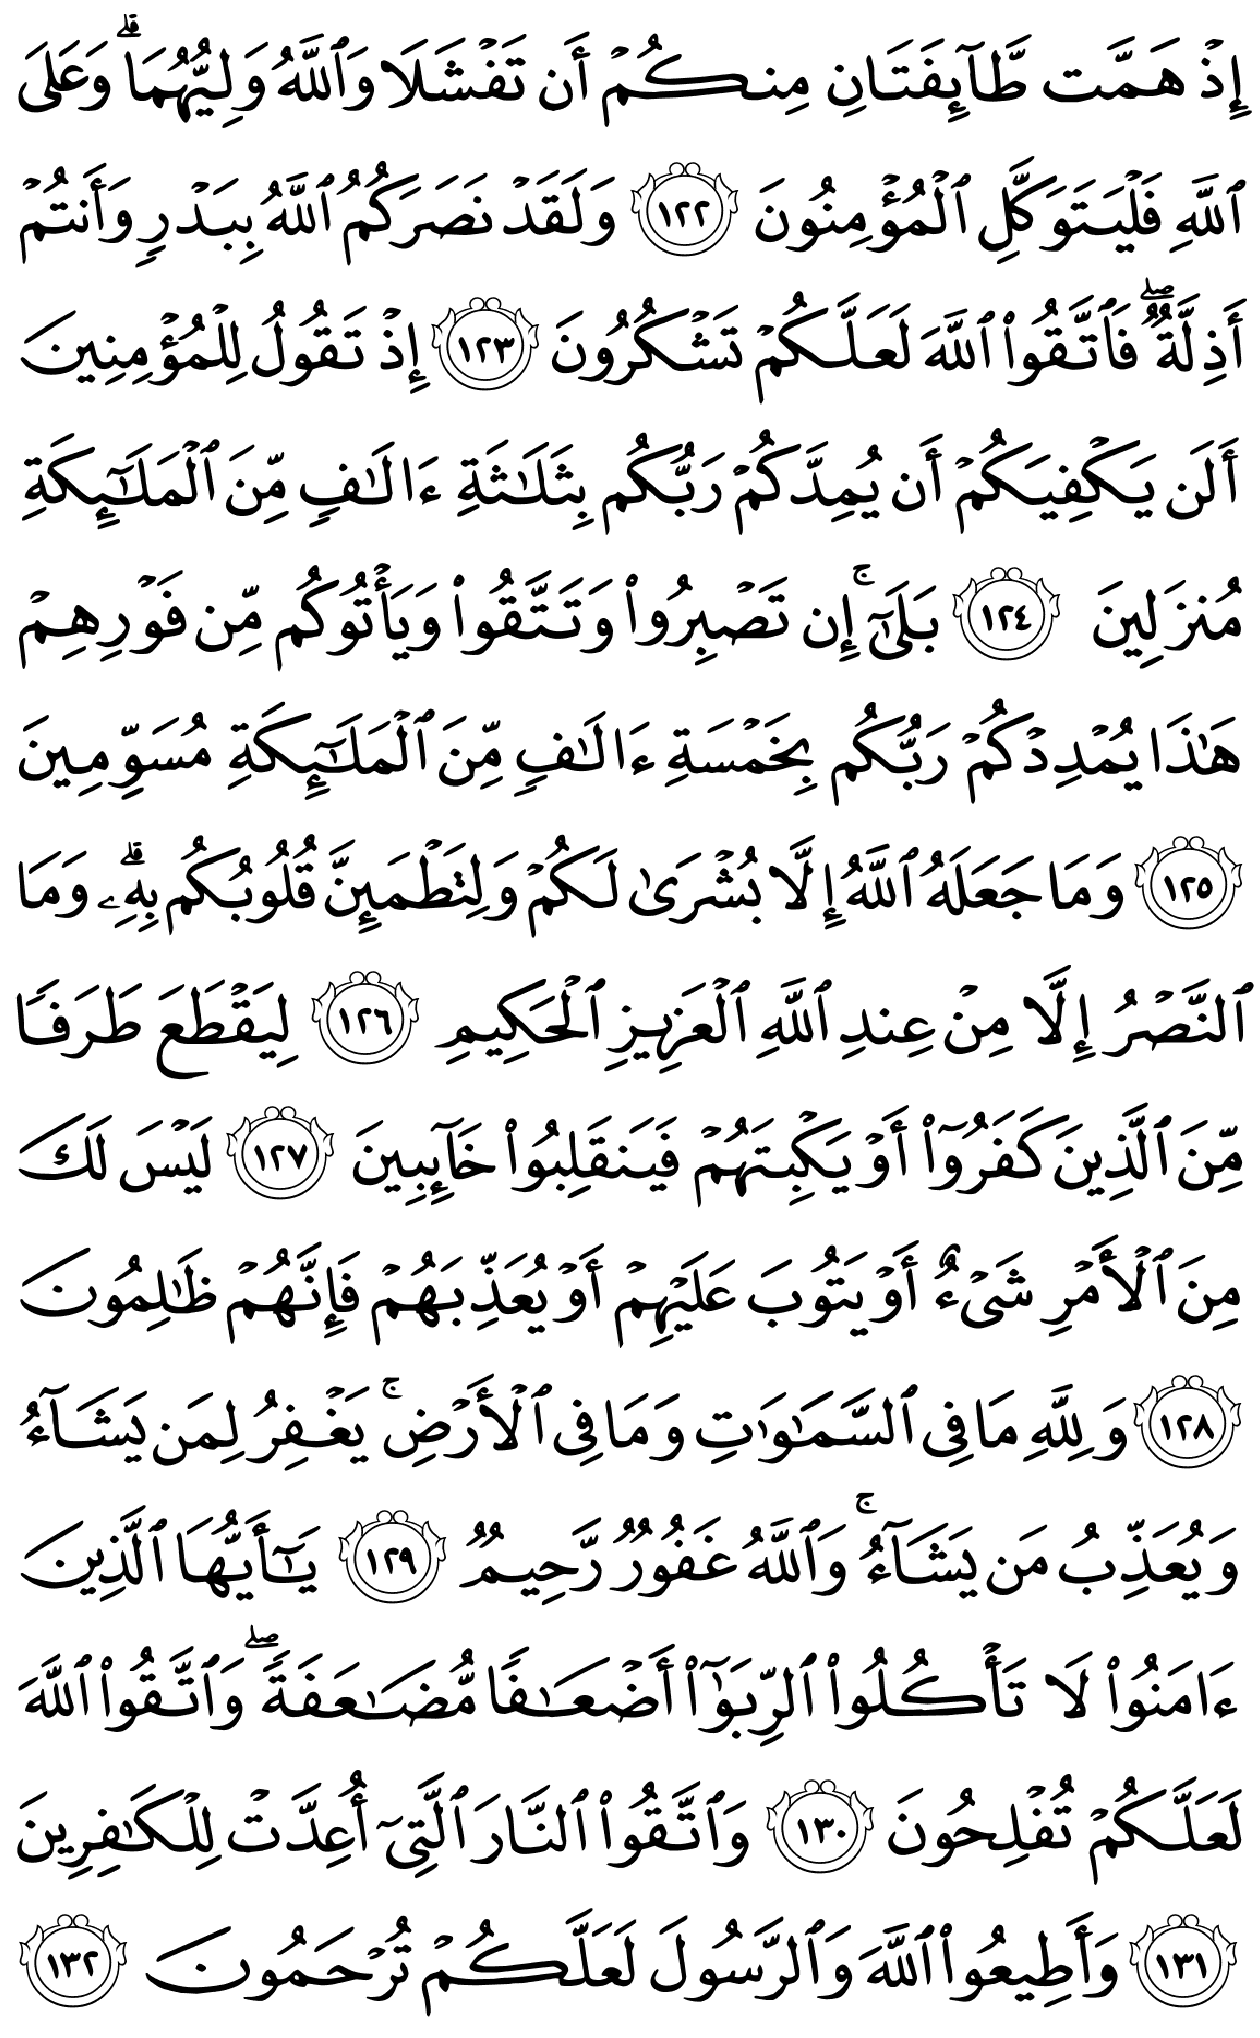 إِذۡ هَمَّت طَّآئِفَتَانِ مِنكُمۡ أَن تَفۡشَلَا وَٱللَّهُ وَلِيُّهُمَاۗ وَعَلَى
ٱللَّهِ فَلۡيَتَوَكَّلِ ٱلۡمُؤۡمِنُونَ ١٢٢ وَلَقَدۡ نَصَرَكُمُ ٱللَّهُ بِبَدۡرٖ وَأَنتُمۡ
أَذِلَّةٞۖ فَٱتَّقُواْ ٱللَّهَ لَعَلَّكُمۡ تَشۡكُرُونَ ١٢٣ إِذۡ تَقُولُ لِلۡمُؤۡمِنِينَ
أَلَن يَكۡفِيَكُمۡ أَن يُمِدَّكُمۡ رَبُّكُم بِثَلَٰثَةِ ءَالَٰفٖ مِّنَ ٱلۡمَلَٰٓئِكَةِ
مُنزَلِينَ ١٢٤ بَلَىٰٓۚ إِن تَصۡبِرُواْ وَتَتَّقُواْ وَيَأۡتُوكُم مِّن فَوۡرِهِمۡ
هَٰذَا يُمۡدِدۡكُمۡ رَبُّكُم بِخَمۡسَةِ ءَالَٰفٖ مِّنَ ٱلۡمَلَٰٓئِكَةِ مُسَوِّمِينَ
١٢٥ وَمَا جَعَلَهُ ٱللَّهُ إِلَّا بُشۡرَىٰ لَكُمۡ وَلِتَطۡمَئِنَّ قُلُوبُكُم بِهِۦۗ وَمَا
ٱلنَّصۡرُ إِلَّا مِنۡ عِندِ ٱللَّهِ ٱلۡعَزِيزِ ٱلۡحَكِيمِ ١٢٦ لِيَقۡطَعَ طَرَفٗا
مِّنَ ٱلَّذِينَ كَفَرُوٓاْ أَوۡ يَكۡبِتَهُمۡ فَيَنقَلِبُواْ خَآئِبِينَ ١٢٧ لَيۡسَ لَكَ
مِنَ ٱلۡأَمۡرِ شَيۡءٌ أَوۡ يَتُوبَ عَلَيۡهِمۡ أَوۡ يُعَذِّبَهُمۡ فَإِنَّهُمۡ ظَٰلِمُونَ
١٢٨ وَلِلَّهِ مَا فِي ٱلسَّمَٰوَٰتِ وَمَا فِي ٱلۡأَرۡضِۚ يَغۡفِرُ لِمَن يَشَآءُ
وَيُعَذِّبُ مَن يَشَآءُۚ وَٱللَّهُ غَفُورٞ رَّحِيمٞ ١٢٩ يَٰٓأَيُّهَا ٱلَّذِينَ
ءَامَنُواْ لَا تَأۡكُلُواْ ٱلرِّبَوٰٓاْ أَضۡعَٰفٗا مُّضَٰعَفَةٗۖ وَٱتَّقُواْ ٱللَّهَ
لَعَلَّكُمۡ تُفۡلِحُونَ ١٣٠ وَٱتَّقُواْ ٱلنَّارَ ٱلَّتِيٓ أُعِدَّتۡ لِلۡكَٰفِرِينَ
١٣١ وَأَطِيعُواْ ٱللَّهَ وَٱلرَّسُولَ لَعَلَّكُمۡ تُرۡحَمُونَ ١٣٢